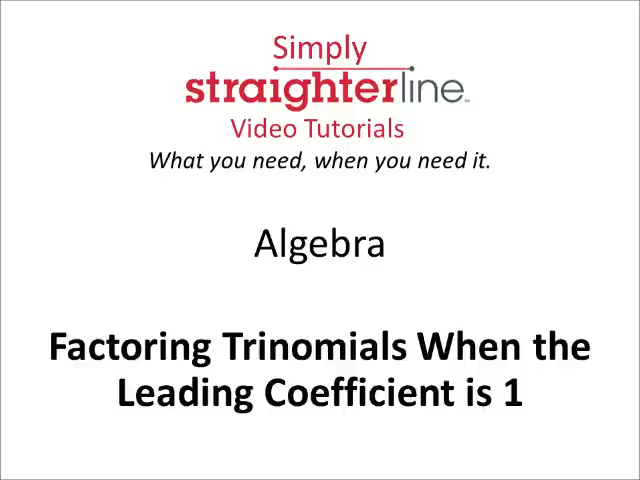 Simply
straighterline
Video Tutorials
What you need, when you need it.
Algebra
Factoring Trinomials When the
Leading Coefficient is 1